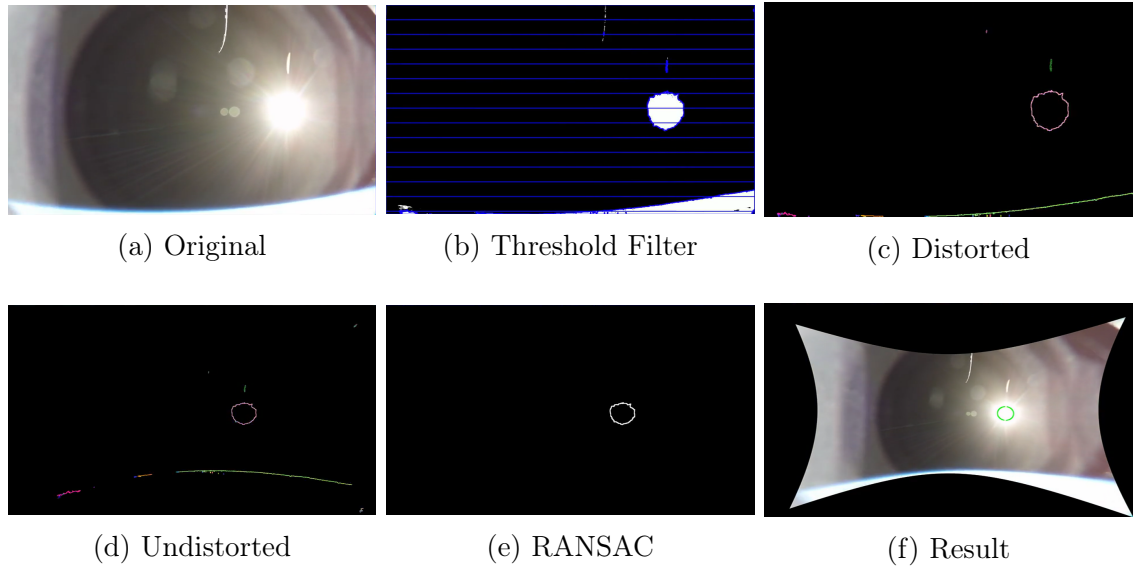 (a) Original
(b) Threshold Filter
(c) Distorted
(d) Undistorted
(e) RANSAC
(f) Result